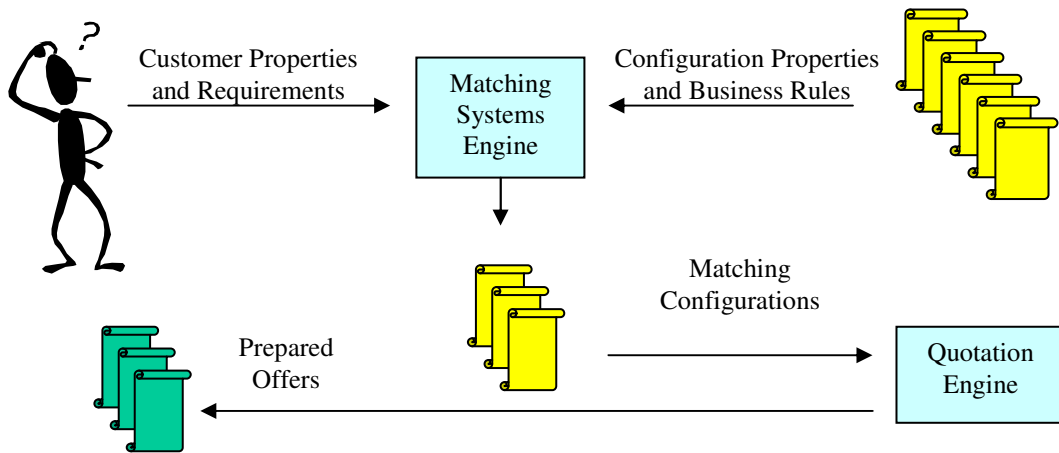 ?
Customer Properties
and Requirements
Matching
Systems
Engine
Configuration Properties
and Business Rules
Matching
Configurations
Prepared
Offers
Quotation
Engine